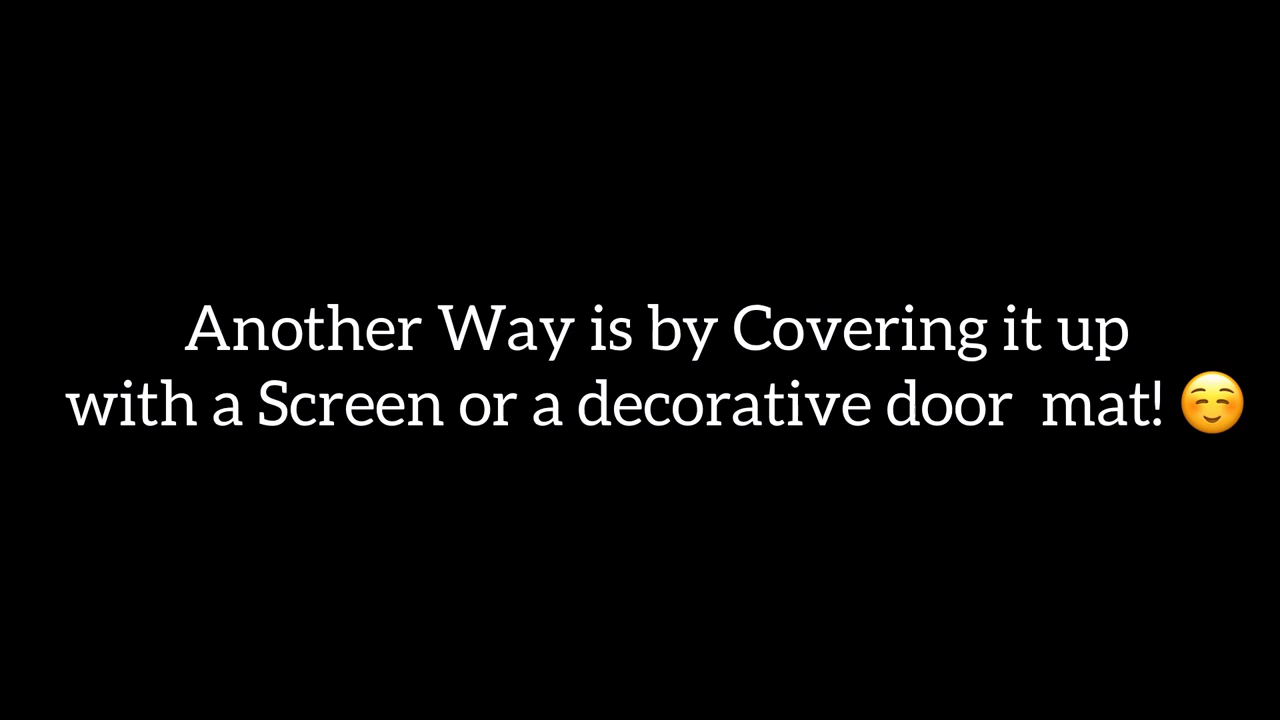 Another Way is by Covering it up
with a Screen or a decorative door  mat! ☺️